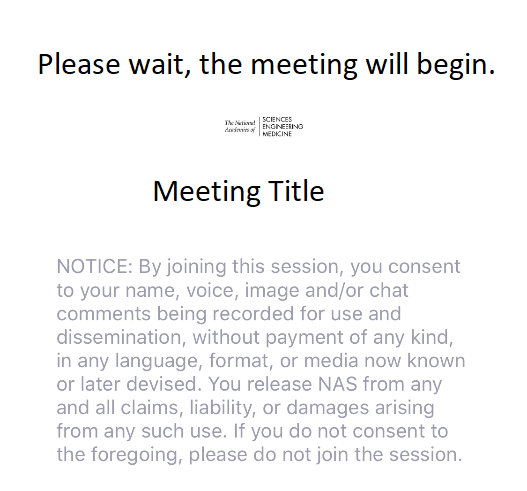 Please wait, the meeting will begin.
The National
Academies of
SCIENCES
ENGINEERING
MEDICINE
Meeting Title
NOTICE: By joining this session, you consent
to your name, voice, image and/or chat
comments being recorded for use and
dissemination, without payment of any kind,
in any language, format, or media now known
or later devised. You release NAS from any
and all claims, liability, or damages arising
from any such use. If you do not consent to
the foregoing, please do not join the session.